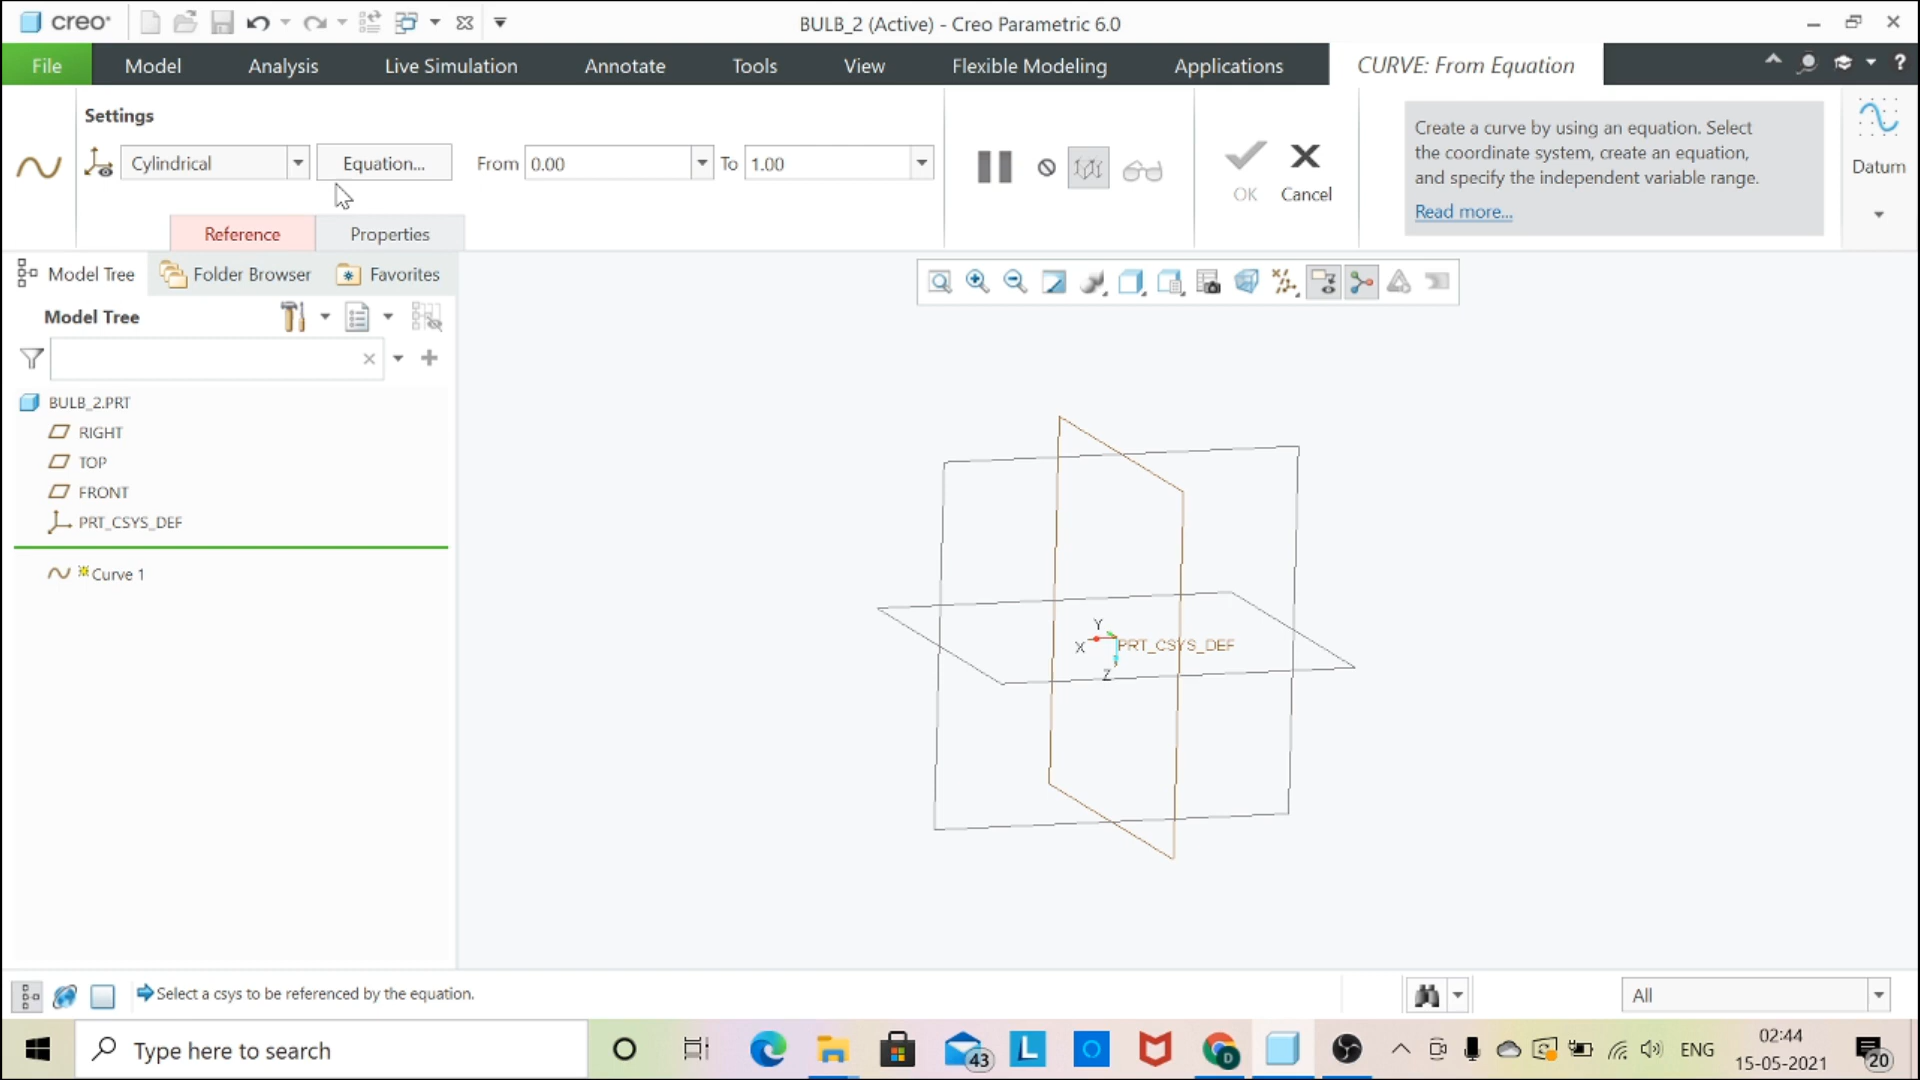 creo
BULB_2 (Active) - Creo Parametric 6.0
File
Model
Analysis
Live Simulation
Annotate
Tools
View
Flexible Modeling
Applications
CURVE: From Equation
?
Settings
Cylindrical
Equation...
From
0.00
To
1.00
OK
Cancel
Create a curve by using an equation. Select
the coordinate system, create an equation,
and specify the independent variable range.
Read more...
Datum
Reference
Properties
Model Tree
Folder Browser
Favorites
Model Tree
BULB_2.PRT
RIGHT
TOP
FRONT
PRT_CSYS_DEF
Curve 1
Y
X
PRT_CSYS_DEF
Z
Select a csys to be referenced by the equation.
All
Type here to search
43
L
D
ENG
02:44
15-05-2021
20